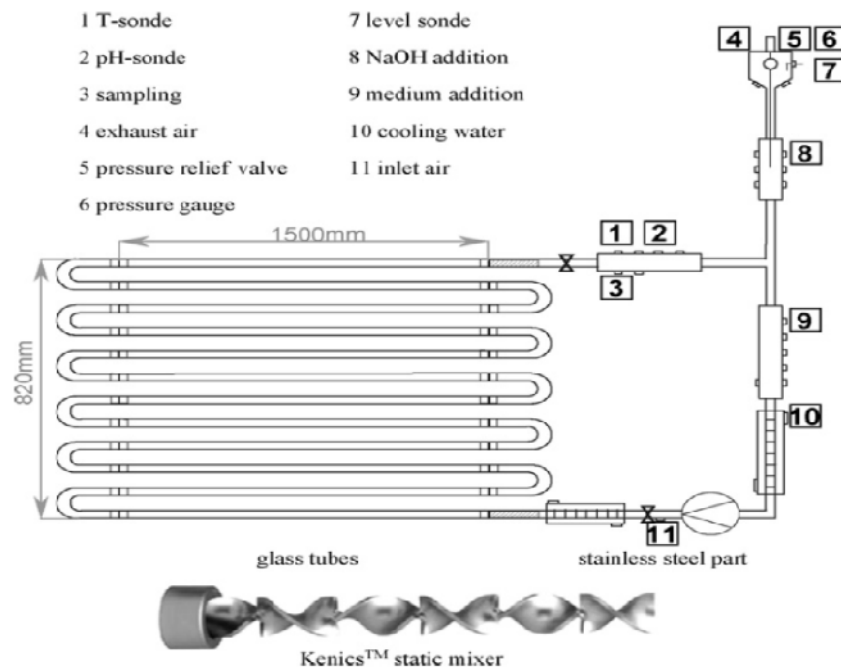 1 T-sonde
2 pH-sonde
3 sampling
4 exhaust air
5 pressure relief valve
6 pressure gauge
7 level sonde
8 NaOH addition
9 medium addition
10 cooling water
11 inlet air
4 5 6
7
8
1500mm
1 2
3
9
820mm
10
11
glass tubes
stainless steel part
Kenics™ static mixer